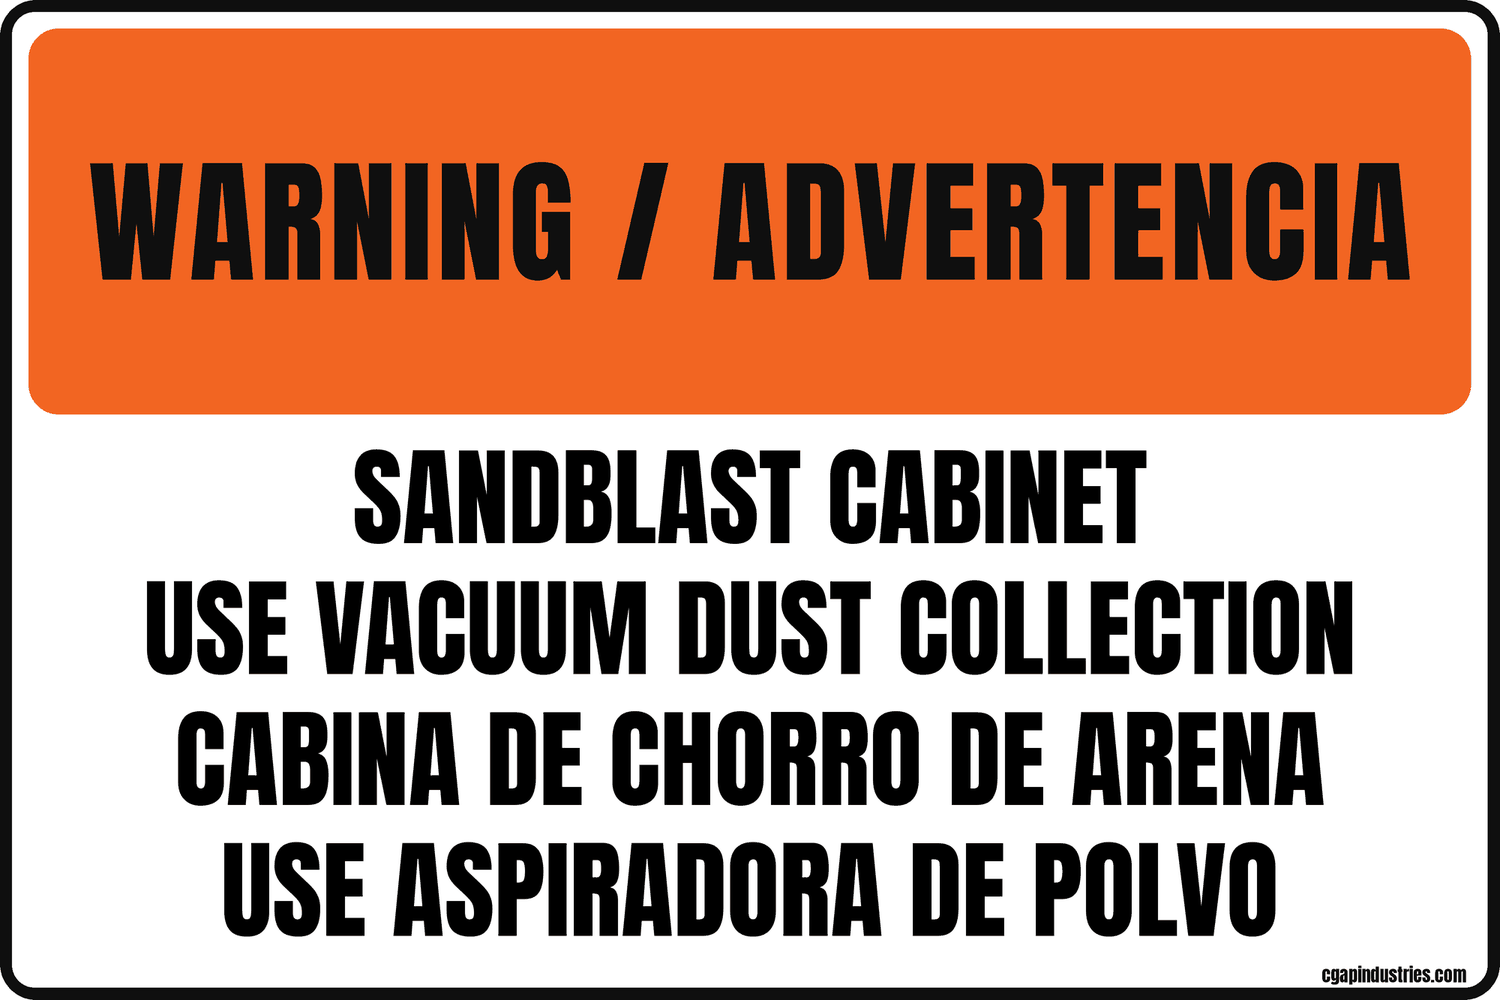 WARNING / ADVERTENCIA
SANDBLAST CABINET
USE VACUUM DUST COLLECTION
CABINA DE CHORRO DE ARENA
USE ASPIRADORA DE POLVO
cgapindustries.com